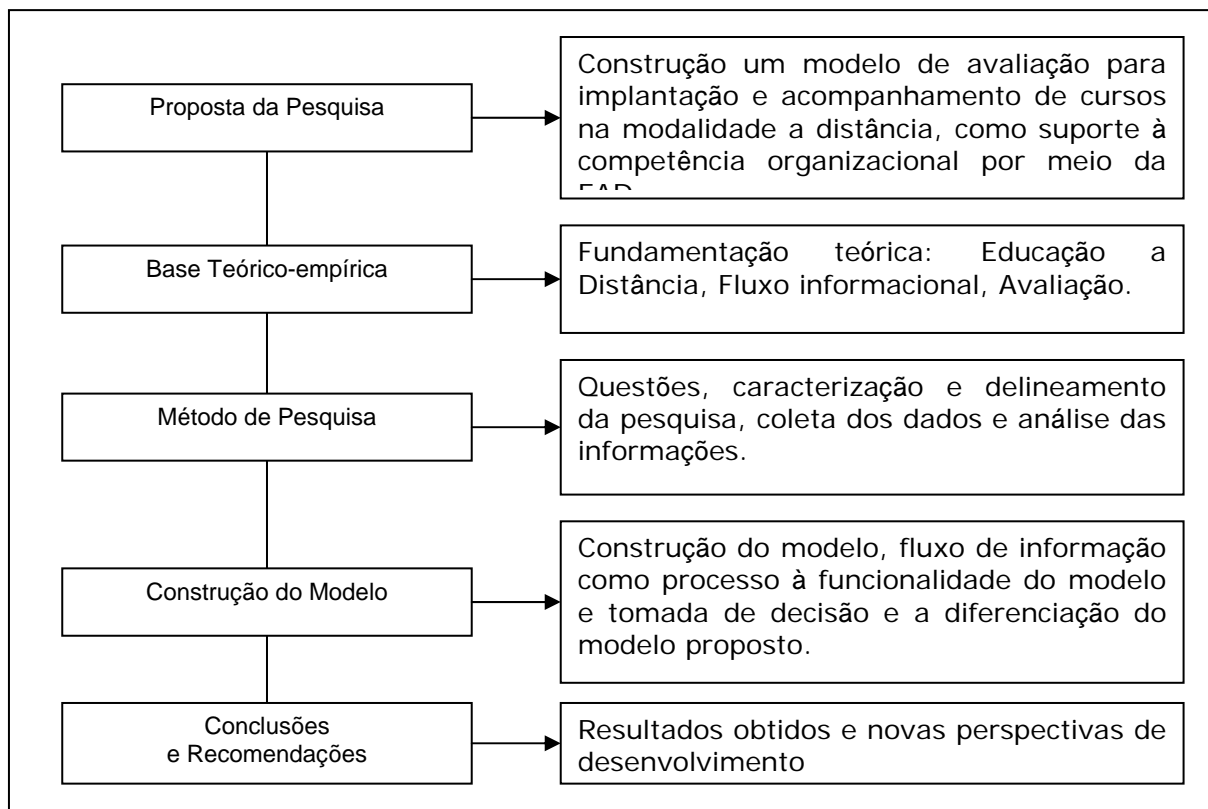 Proposta da Pesquisa
Construção um modelo de avaliação para
implantação e acompanhamento de cursos
na modalidade a distância, como suporte à
competência organizacional por meio da
EAD
Base Teórico-empírica
Fundamentação teórica: Educação a
Distância, Fluxo informacional, Avaliação.
Método de Pesquisa
Questões, caracterização e delineamento
da pesquisa, coleta dos dados e análise das
informações.
Construção do Modelo
Construção do modelo, fluxo de informação
como processo à funcionalidade do modelo
e tomada de decisão e a diferenciação do
modelo proposto.
Conclusões
e Recomendações
Resultados obtidos e novas perspectivas de
desenvolvimento